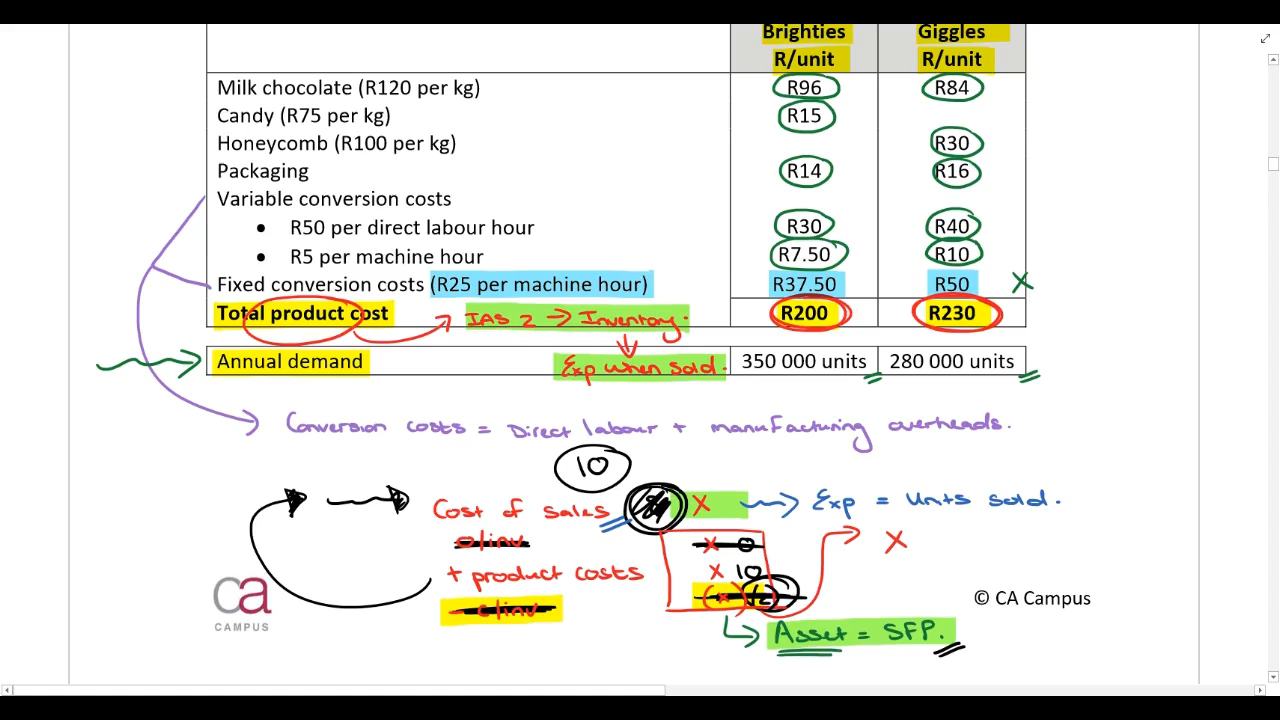 Brighties Giggles
R/unit R/unit
Milk chocolate (R120 per kg) R96 R84
Candy (R75 per kg) R15
Honeycomb (R100 per kg) R30
Packaging R14 R16
Variable conversion costs
• R50 per direct labour hour R30 R40
• R5 per machine hour R7.50 R10
Fixed conversion costs (R25 per machine hour) R37.50 R50 X
Total product cost IAS 2 → Inventory. R200 R230
Annual demand Exp when sold. 350 000 units 280 000 units
Conversion costs = Direct labour + manufacturing overheads.
10
Cost of sales X Exp = Units sold.
o/inv x 0 X
+ product costs x 10
- c/inv (x)
ca
CAMPUS
© CA Campus
Asset = SFP.